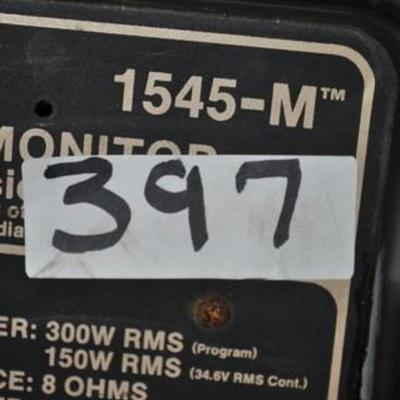 1545-M™
MONITOR
397
ER: 300W RMS (Program)
150W RMS (34.6V RMS Cont.)
CE: 8 OHMS